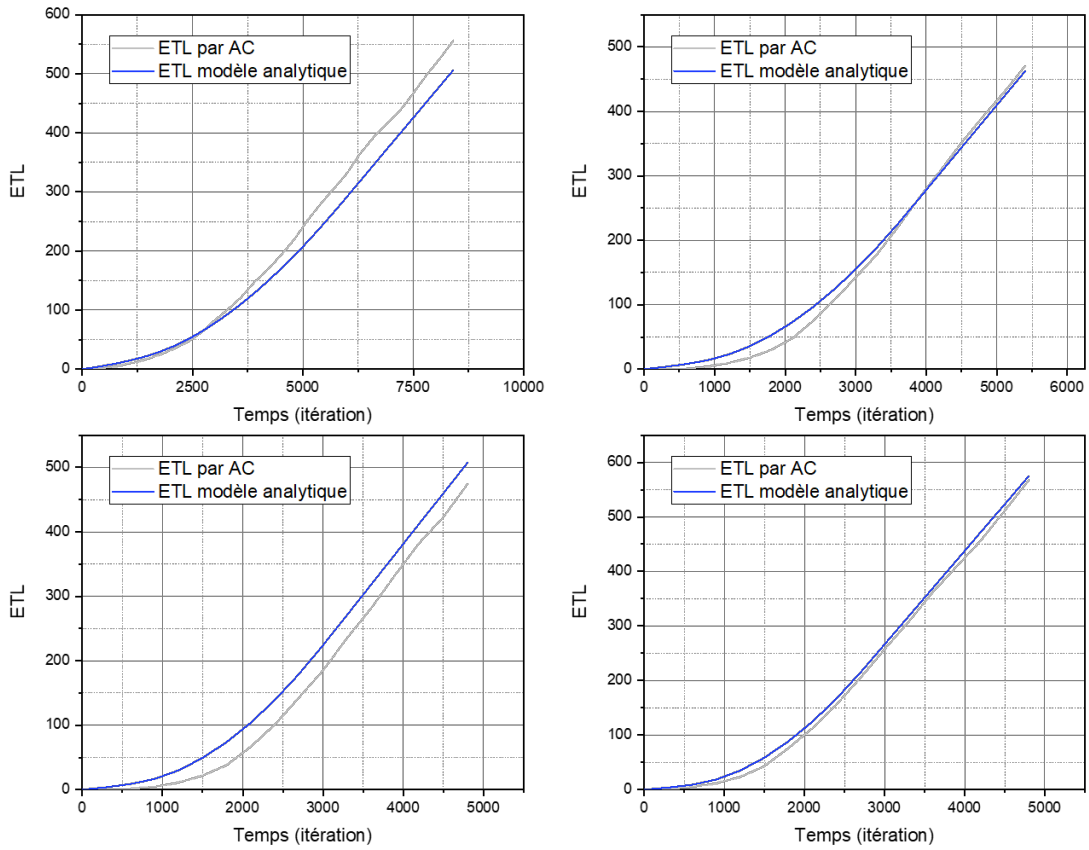 600
500
400
300
200
100
0
ETL
ETL par AC
ETL modèle analytique
0 2500 5000 7500 10000
Temps (itération)
500
400
300
200
100
0
ETL
ETL par AC
ETL modèle analytique
0 1000 2000 3000 4000 5000 6000
Temps (itération)
500
400
300
200
100
0
ETL
ETL par AC
ETL modèle analytique
0 1000 2000 3000 4000 5000
Temps (itération)
600
500
400
300
200
100
0
ETL
ETL par AC
ETL modèle analytique
0 1000 2000 3000 4000 5000
Temps (itération)